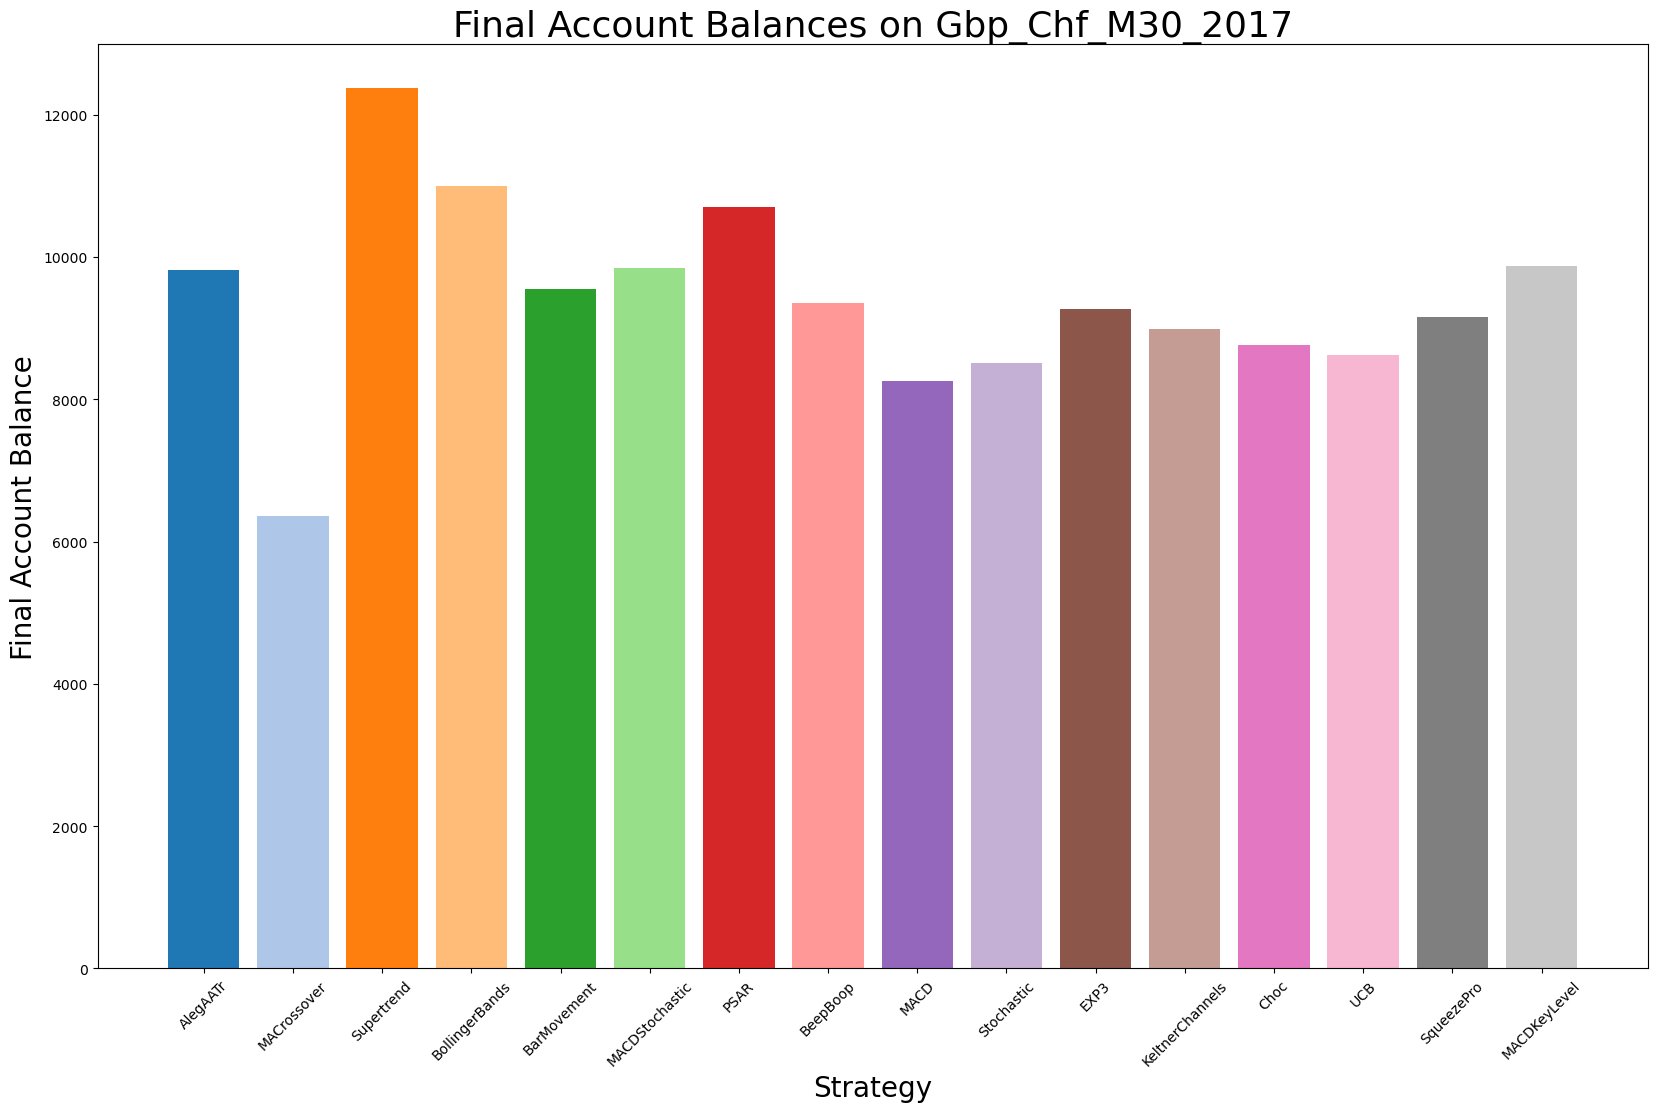 Final Account Balances on Gbp_Chf_M30_2017
Final Account Balance
12000
10000
8000
6000
4000
2000
0
AlegAATr
MACrossover
Supertrend
BollingerBands
BarMovement
MACDStochastic
PSAR
BeepBoop
MACD
Stochastic
EXP3
KeltnerChannels
Choc
UCB
SqueezePro
MACDKeyLevel
Strategy